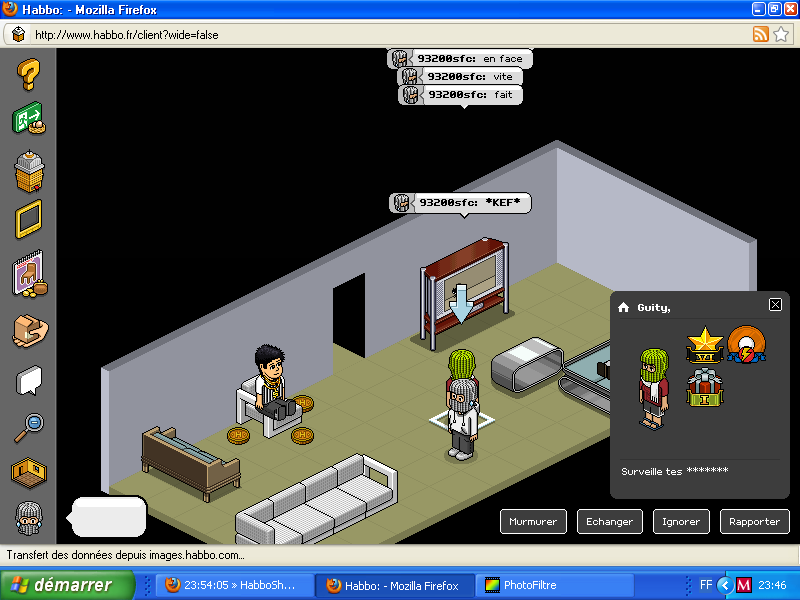 Habbo: - Mozilla Firefox
http://www.habbo.fr/client?wide=false
93200sfc: en face
93200sfc: vite
93200sfc: fait
93200sfc: *KEF*
Guity,
VI
I
Surveille tes *******
Murmurer
Echanger
Ignorer
Rapporter
Transfert des données depuis images.habbo.com...
démarrer
23:54:05 » HabboSh...
Habbo: - Mozilla Firefox
PhotoFiltre
FF
M
23:46